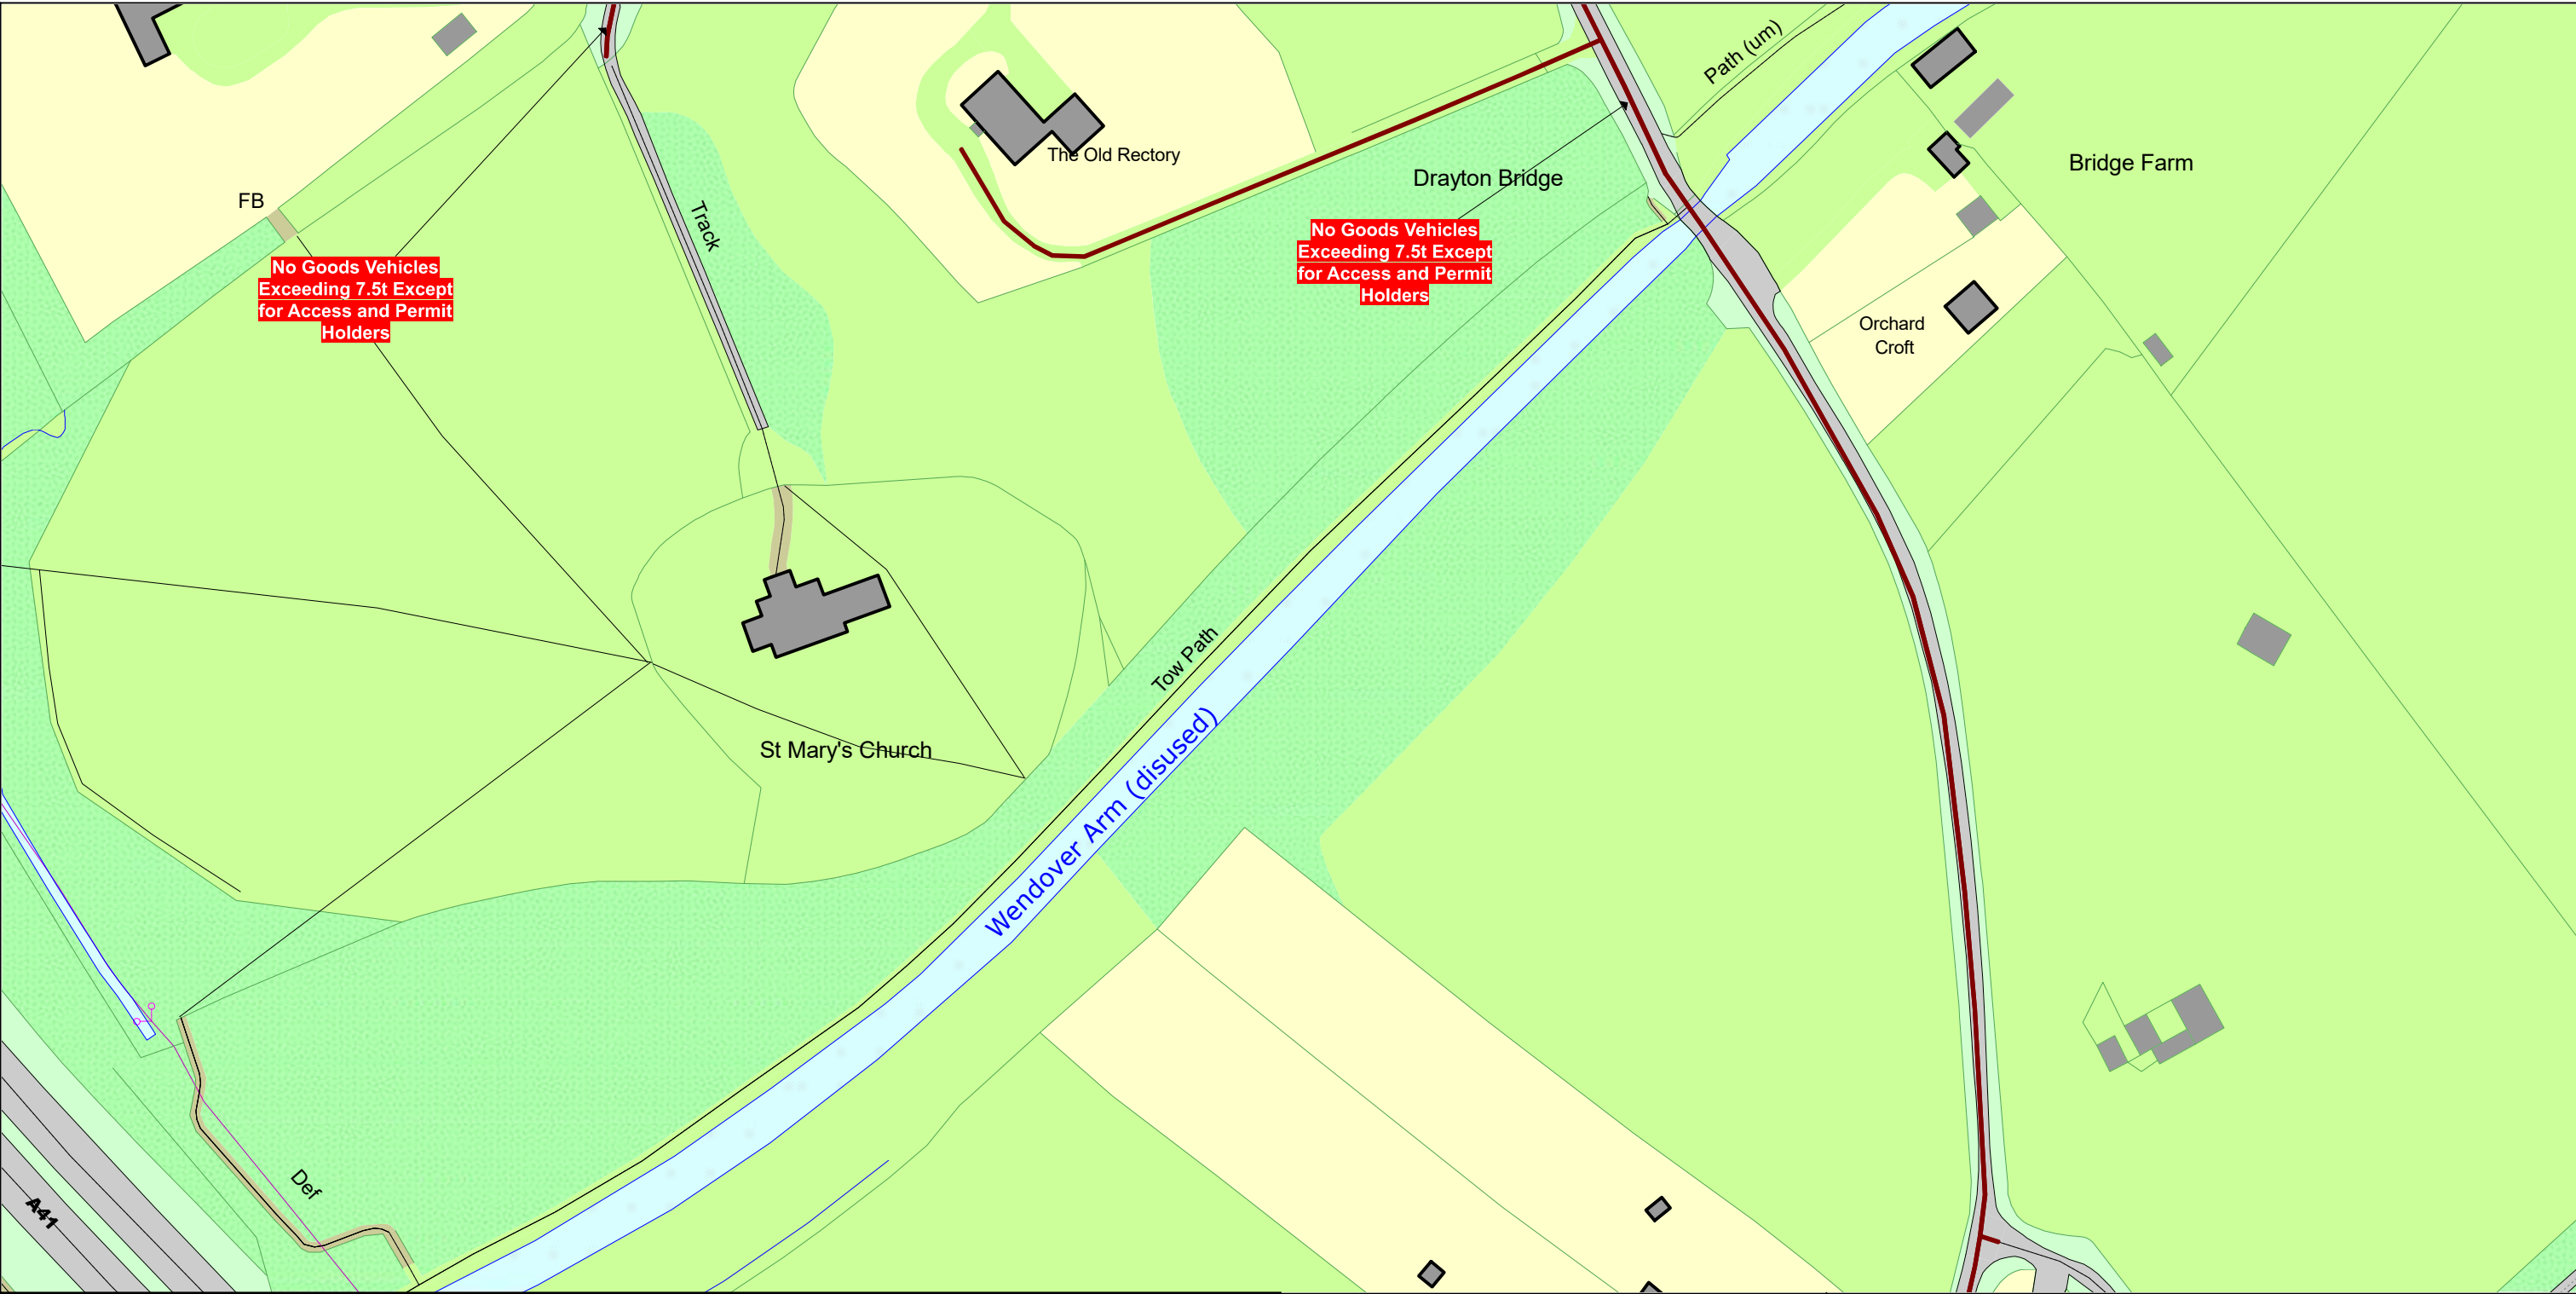 Path (um)
The Old Rectory
Bridge Farm
Drayton Bridge
FB
Track
No Goods Vehicles
Exceeding 7.5t Except
for Access and Permit
Holders
No Goods Vehicles
Exceeding 7.5t Except
for Access and Permit
Holders
Orchard
Croft
Tow Path
St Mary's Church
Wendover Arm (disused)
Def
A41